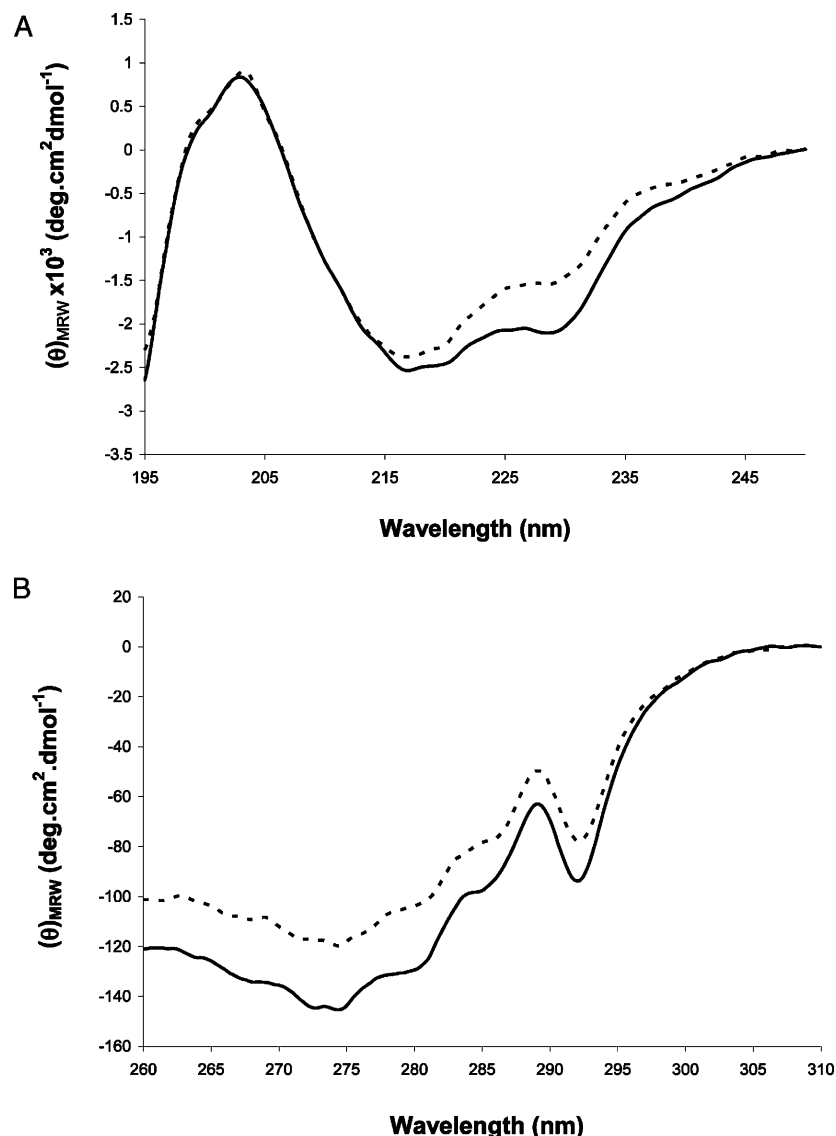 A
1.5
1
0.5
0
-0.5
-1
-1.5
-2
-2.5
-3
-3.5
(θ)MRW x10³ (deg.cm²dmol⁻¹)
195 205 215 225 235 245
Wavelength (nm)
B
20
0
-20
-40
-60
-80
-100
-120
-140
-160
(θ)MRW (deg.cm².dmol⁻¹)
260 265 270 275 280 285 290 295 300 305 310
Wavelength (nm)